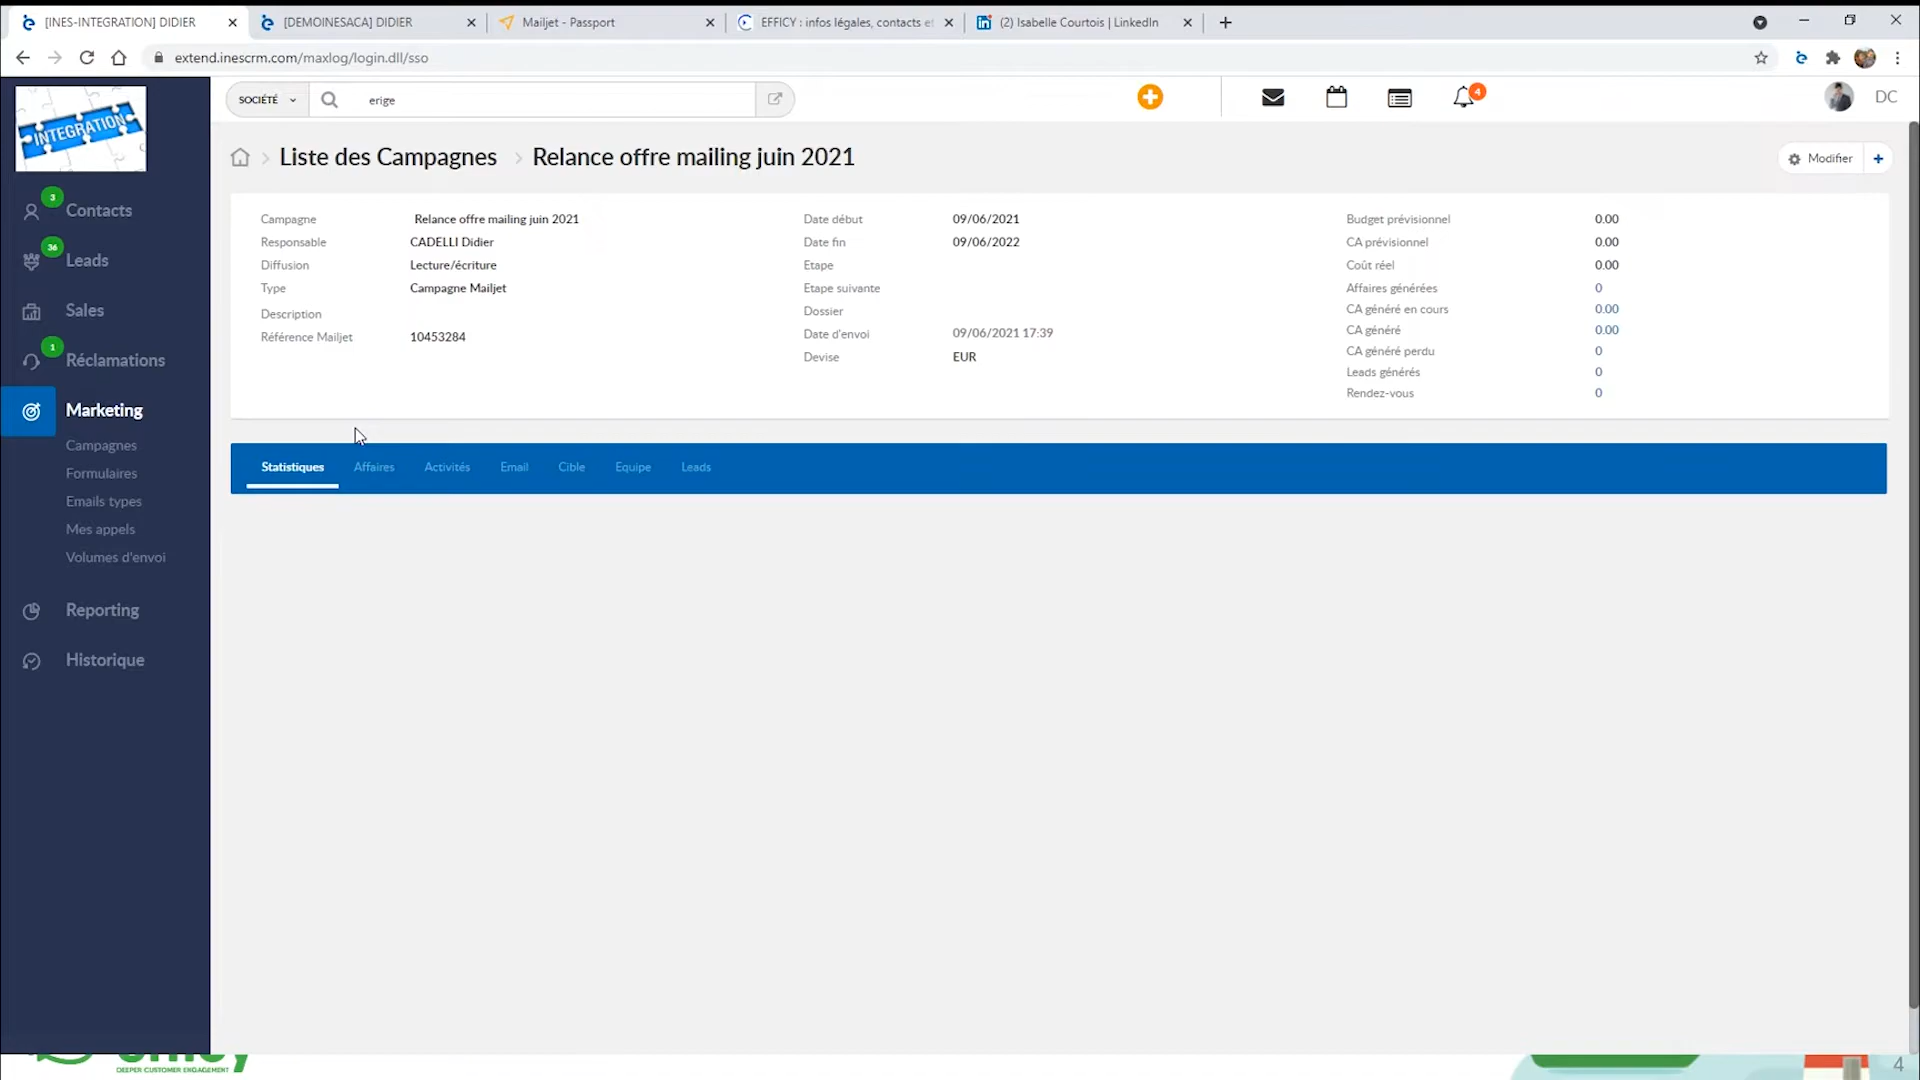 [INES-INTEGRATION] DIDIER
[DEMOINESACA] DIDIER
Mailjet - Passport
EFFICY : infos légales, contacts et
(2) Isabelle Courtois | LinkedIn
extend.inescrm.com/maxlog/login.dll/sso
INTEGRATION
SOCIÉTÉ
erige
4
DC
Liste des Campagnes
Relance offre mailing juin 2021
Modifier
3
Contacts
36
Leads
Sales
1
Réclamations
Marketing
Campagnes
Formulaires
Emails types
Mes appels
Volumes d'envoi
Reporting
Historique
Campagne Relance offre mailing juin 2021
Responsable CADELLI Didier
Diffusion Lecture/écriture
Type Campagne Mailjet
Description
Référence Mailjet 10453284
Date début 09/06/2021
Date fin 09/06/2022
Etape
Etape suivante
Dossier
Date d'envoi 09/06/2021 17:39
Devise EUR
Budget prévisionnel 0.00
CA prévisionnel 0.00
Coût réel 0.00
Affaires générées 0
CA généré en cours 0.00
CA généré 0.00
CA généré perdu 0
Leads générés 0
Rendez-vous 0
Statistiques Affaires Activités Email Cible Equipe Leads
DEEPER CUSTOMER ENGAGEMENT
4